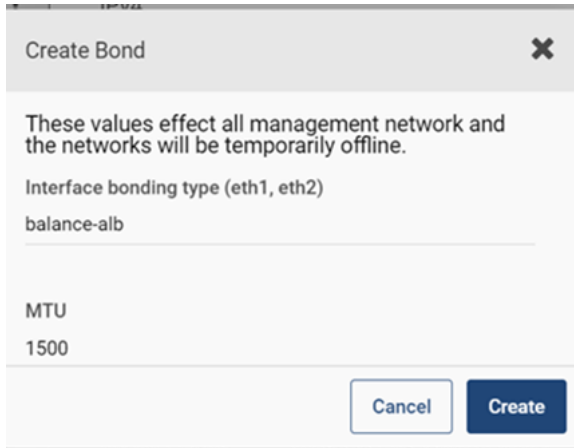 Create Bond
These values effect all management network and
the networks will be temporarily offline.
Interface bonding type (eth1, eth2)
balance-alb
MTU
1500
Cancel
Create